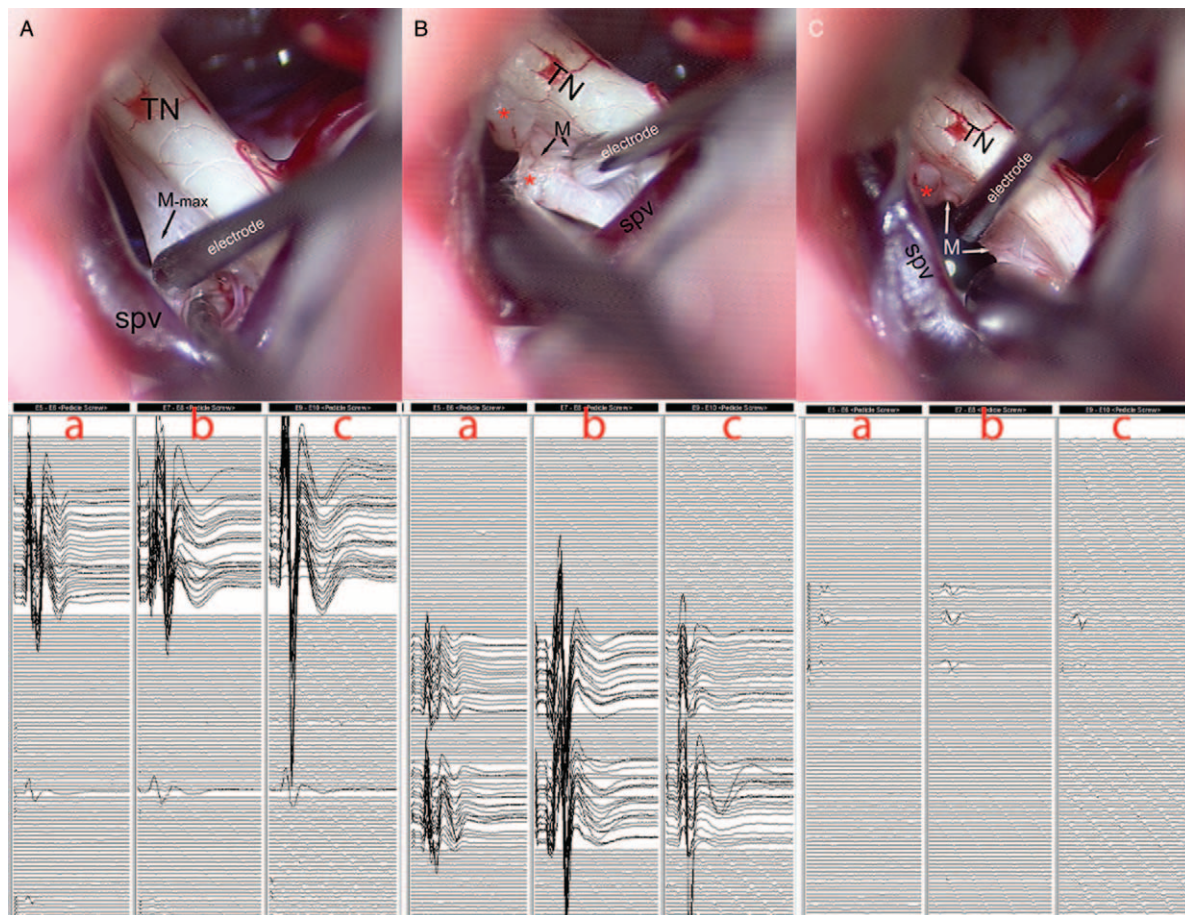 A
TN
M-max
electrode
spv
B
*
TN
M
electrode
*
spv
C
TN
electrode
*
M
spv
E5 - E6 <Pedicle Screw>
E7 - E8 <Pedicle Screw>
E9 - E10 <Pedicle Screw>
a
b
c
E5 - E6 <Pedicle Screw>
E7 - E8 <Pedicle Screw>
E9 - E10 <Pedicle Screw>
a
b
c
E5 - E6 <Pedicle Screw>
E7 - E8 <Pedicle Screw>
E9 - E10 <Pedicle Screw>
a
b
c